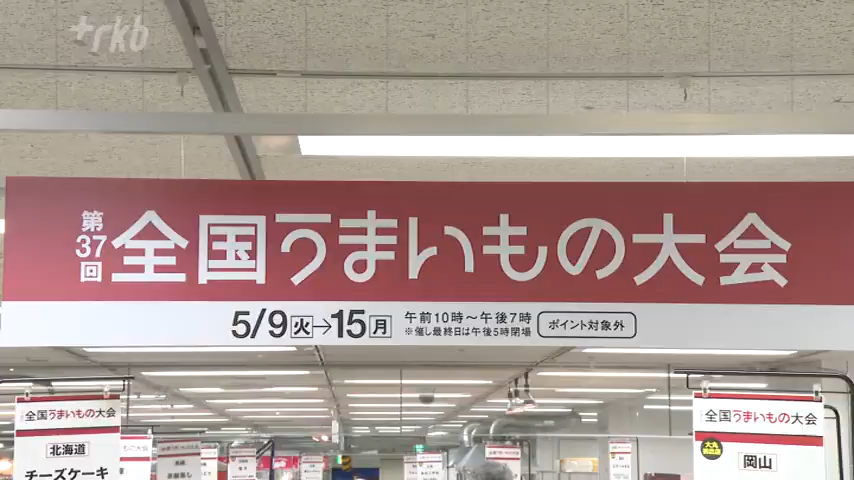 rkb
第37回
全国うまいもの大会
5/9火→15月
午前10時～午後7時
※催し最終日は午後5時閉場
ポイント対象外
全国うまいもの大会
北海道
チーズケーキ
全国うまいもの大会
岡山